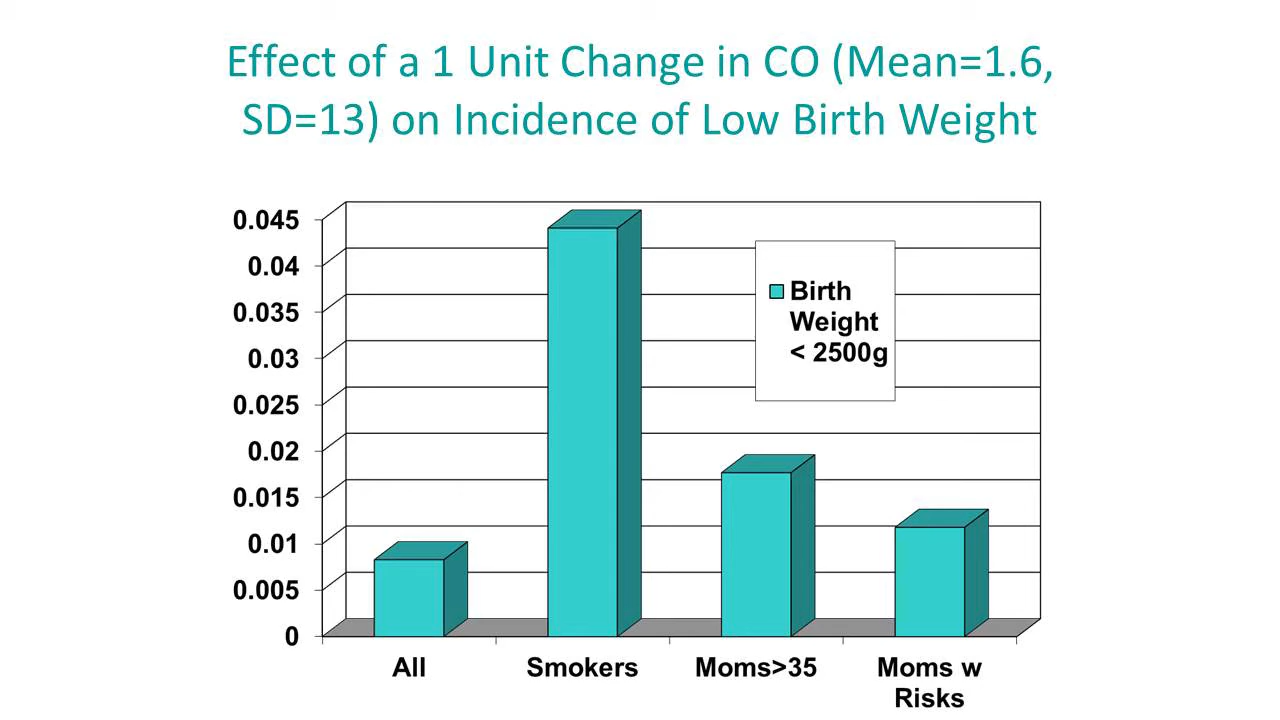 Effect of a 1 Unit Change in CO (Mean=1.6,
SD=13) on Incidence of Low Birth Weight
0.045
0.04
0.035
0.03
0.025
0.02
0.015
0.01
0.005
0
Birth
Weight
< 2500g
All
Smokers
Moms>35
Moms w
Risks